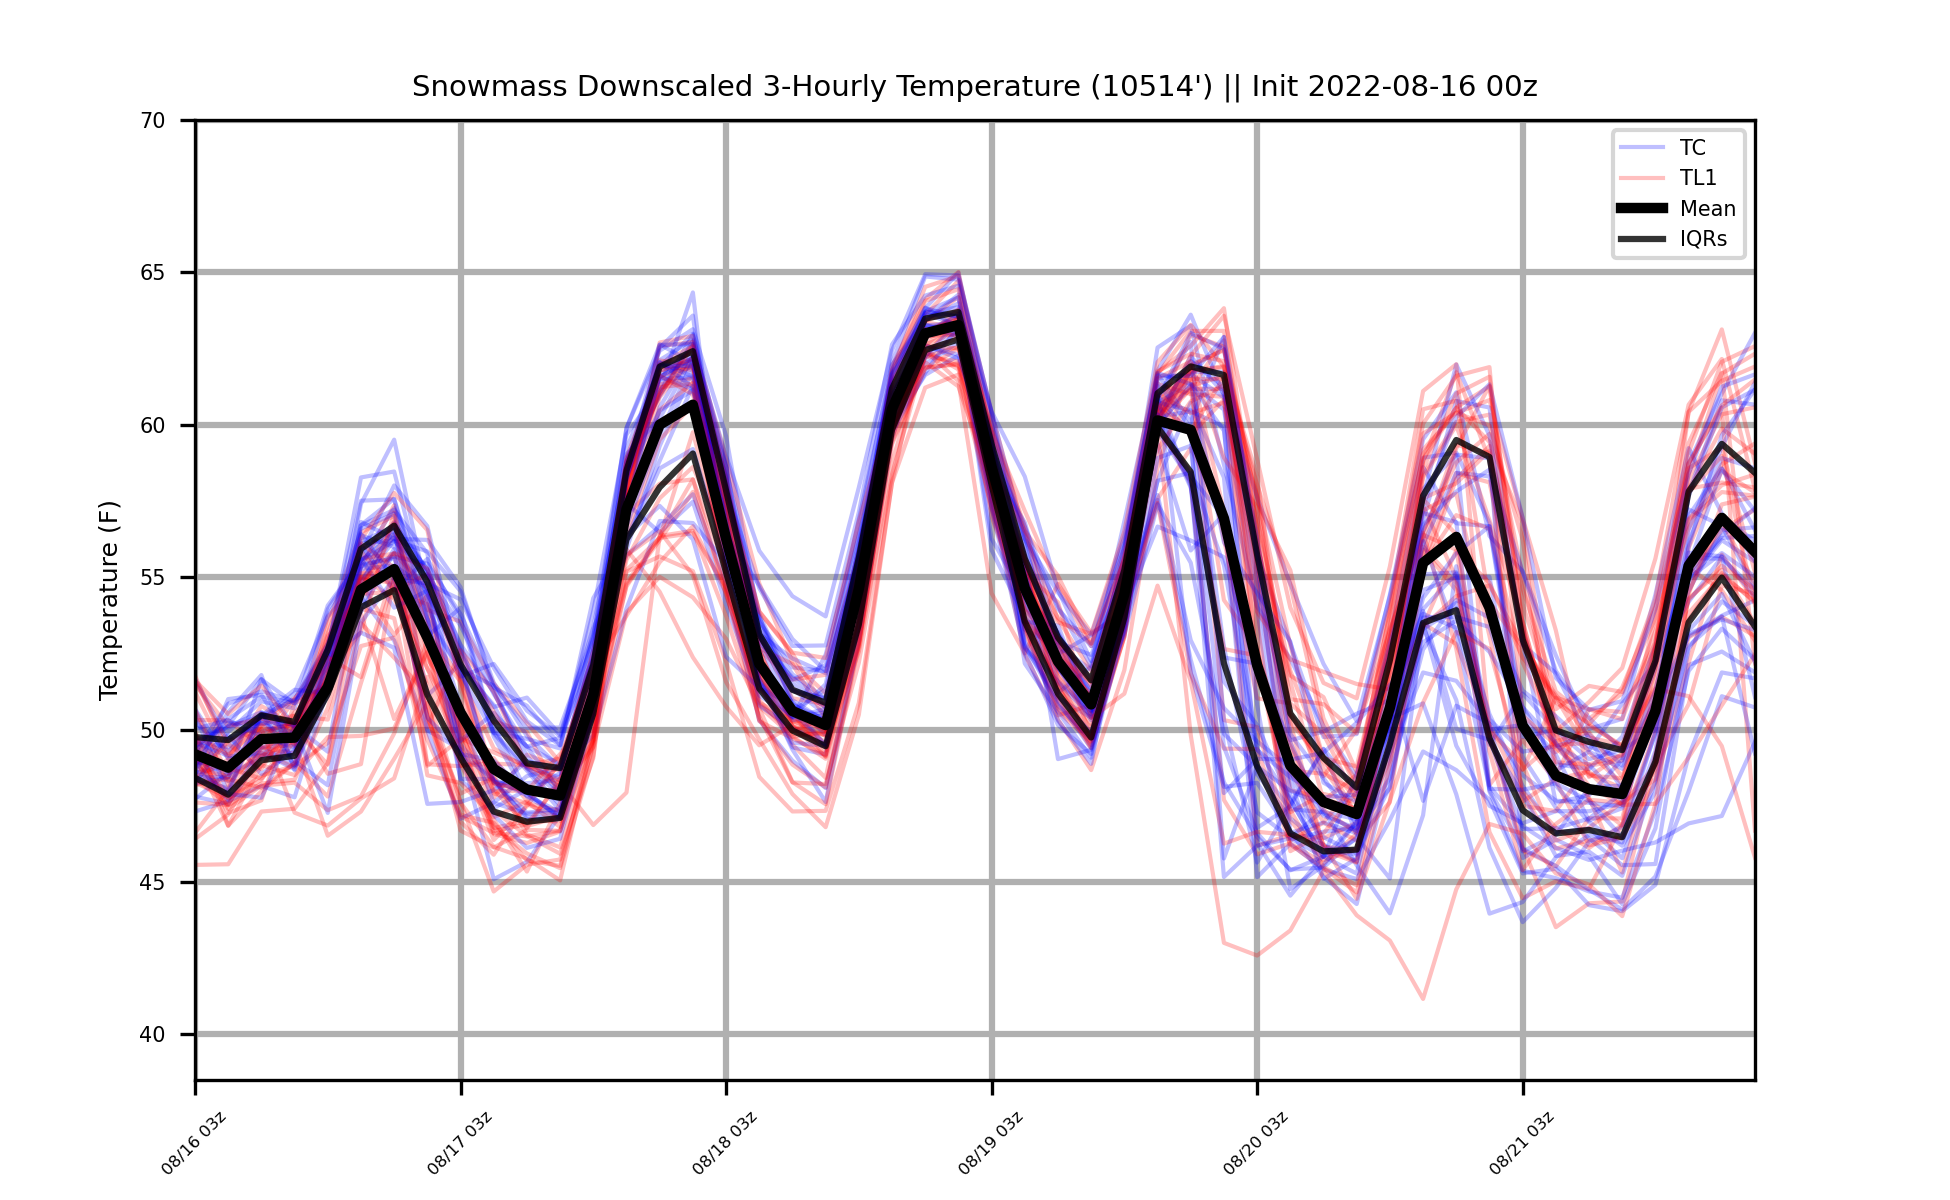 Snowmass Downscaled 3-Hourly Temperature (10514') || Init 2022-08-16 00z
TC
TL1
Mean
IQRs
Temperature (F)
70
65
60
55
50
45
40
08/16 03z
08/17 03z
08/18 03z
08/19 03z
08/20 03z
08/21 03z